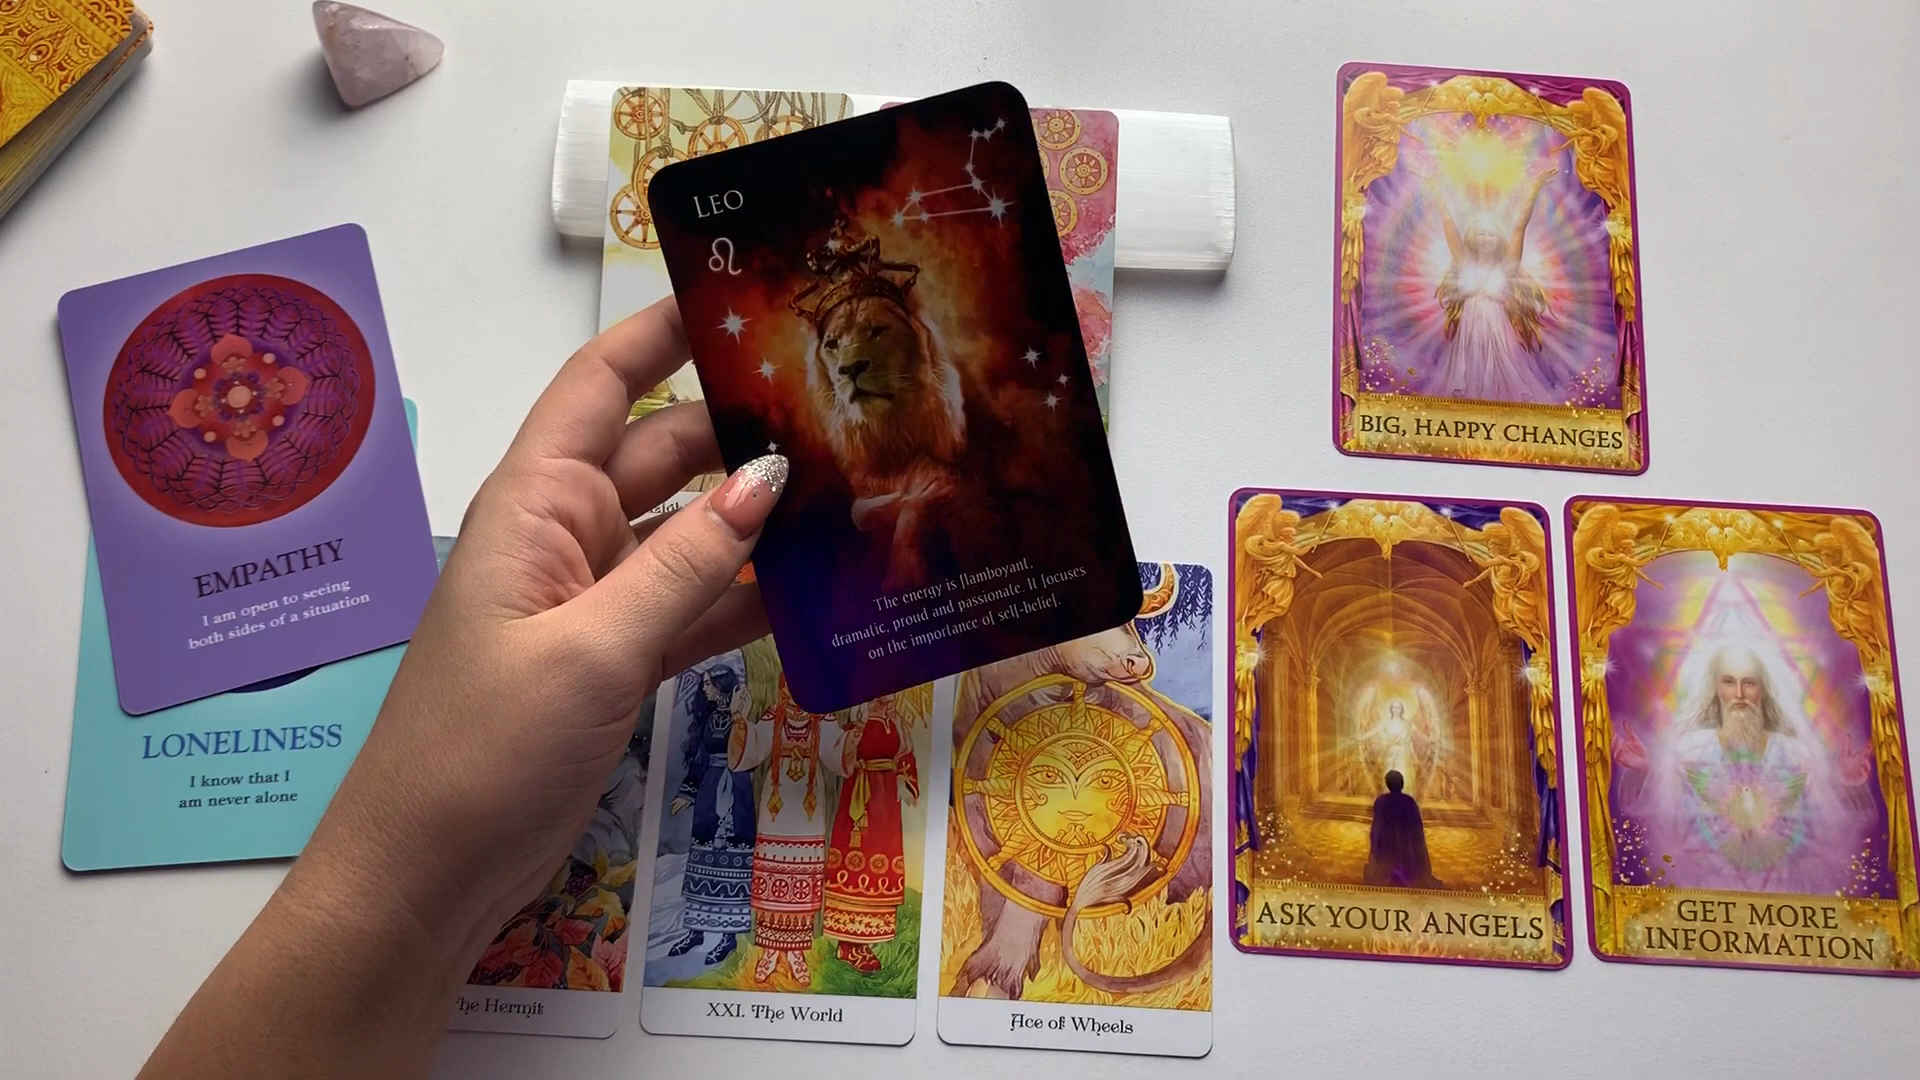 LEO
♌
The energy is flamboyant,
dramatic, proud and passionate. It focuses
on the importance of self-belief.
EMPATHY
I am open to seeing
both sides of a situation
LONELINESS
I know that I
am never alone
BIG, HAPPY CHANGES
ASK YOUR ANGELS
GET MORE
INFORMATION
The Hermit
XXI. The World
Ace of Wheels